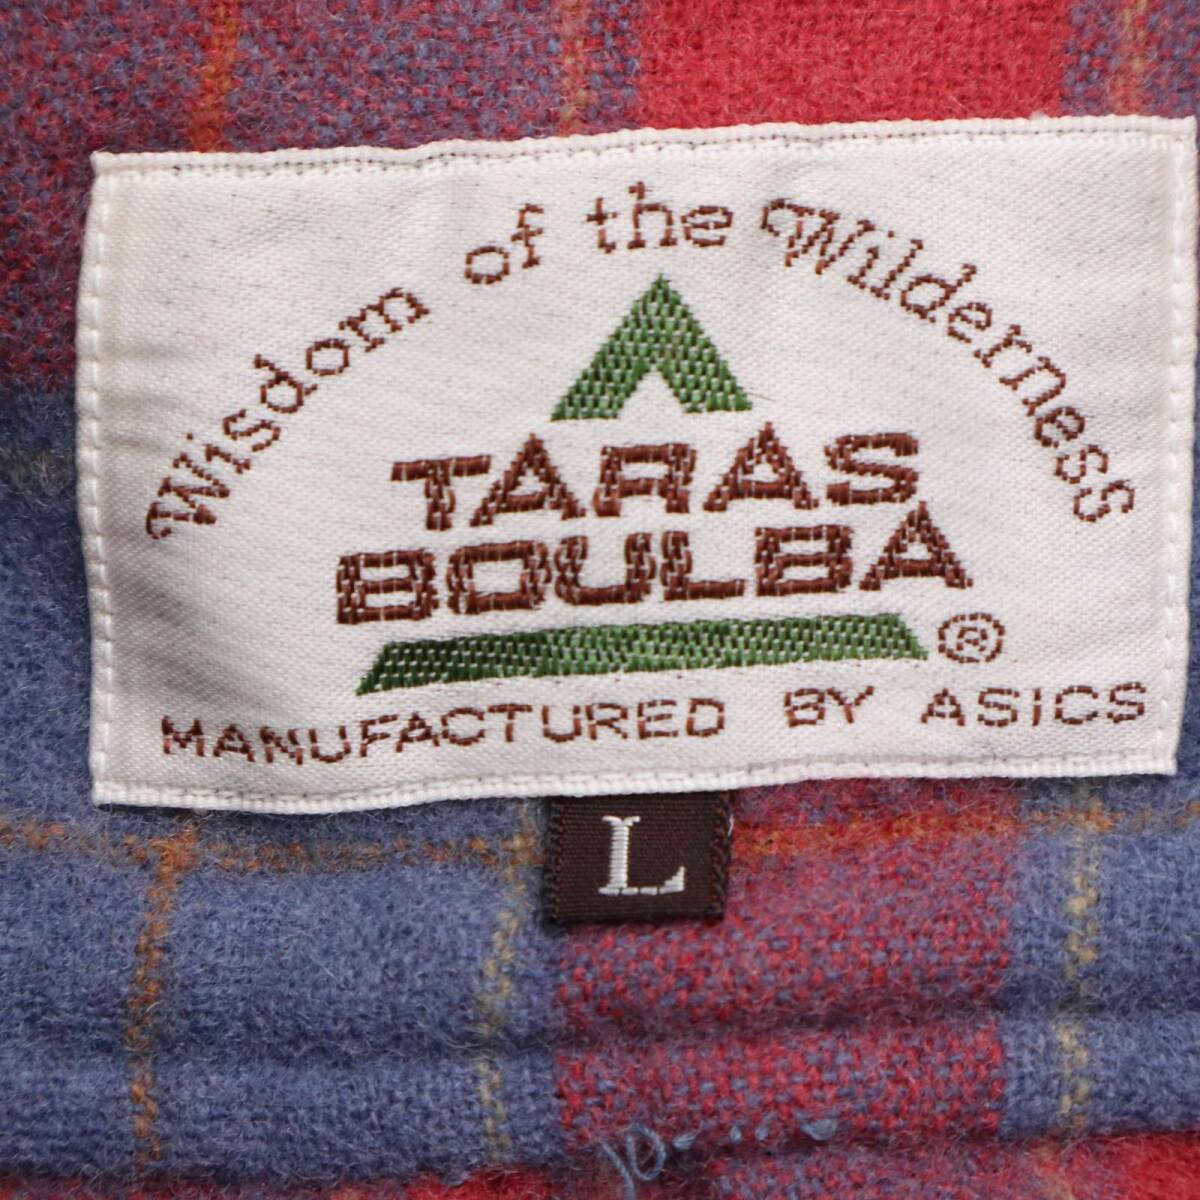 Wisdom of the Wilderness
TARAS
BOULBA®
MANUFACTURED BY ASICS
L